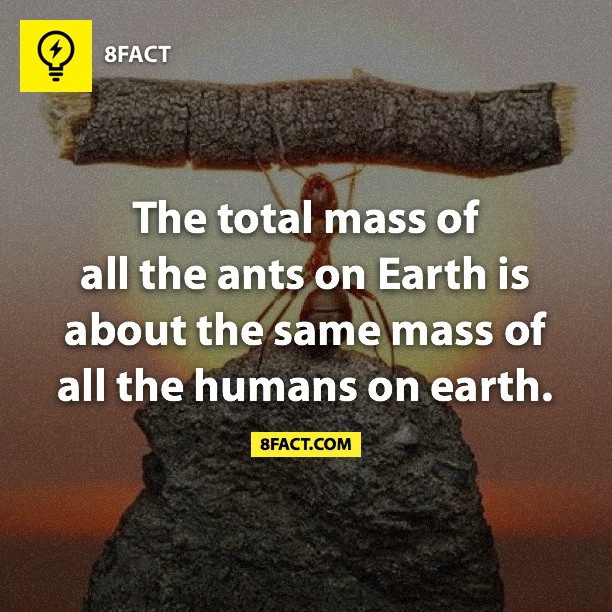 8FACT
The total mass of
all the ants on Earth is
about the same mass of
all the humans on earth.
8FACT.COM